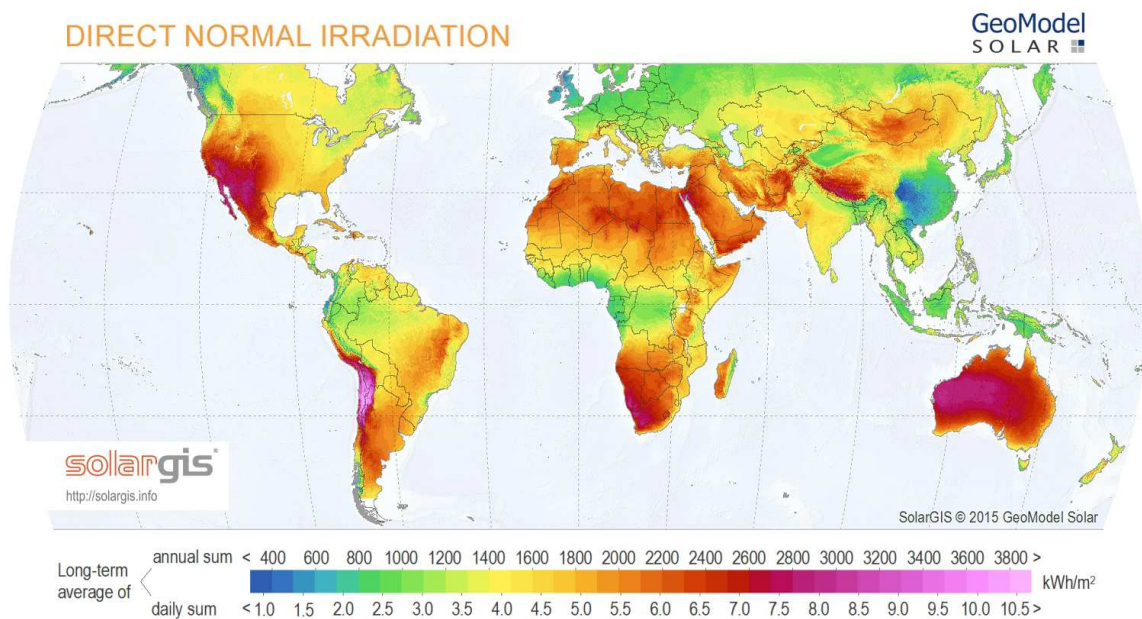 DIRECT NORMAL IRRADIATION
GeoModel
SOLAR
solargis
http://solargis.info
SolarGIS © 2015 GeoModel Solar
Long-term
average of
annual sum < 400 600 800 1000 1200 1400 1600 1800 2000 2200 2400 2600 2800 3000 3200 3400 3600 3800 >
kWh/m²
daily sum < 1.0 1.5 2.0 2.5 3.0 3.5 4.0 4.5 5.0 5.5 6.0 6.5 7.0 7.5 8.0 8.5 9.0 9.5 10.0 10.5 >